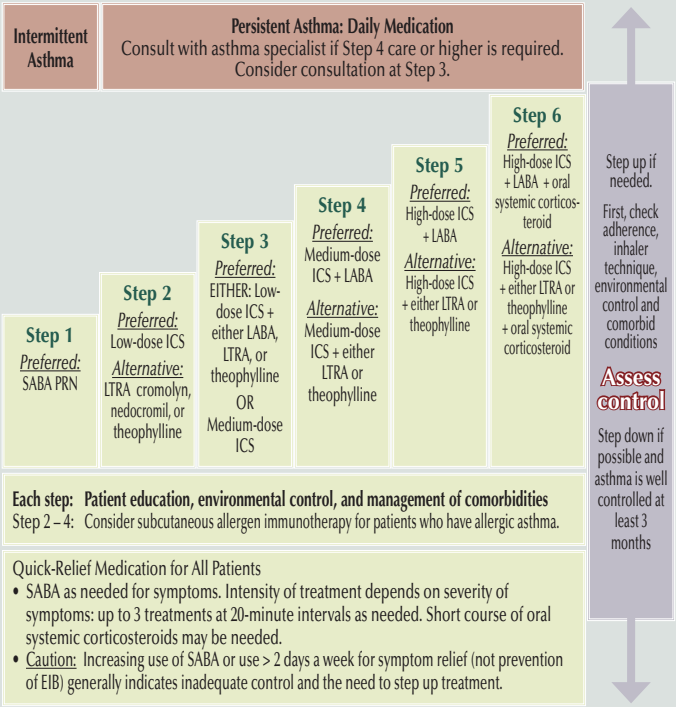 Intermittent
Asthma
Persistent Asthma: Daily Medication
Consult with asthma specialist if Step 4 care or higher is required.
Consider consultation at Step 3.
Step 1
Preferred:
SABA PRN
Step 2
Preferred:
Low-dose ICS
Alternative:
LTRA cromolyn,
nedocromil, or
theophylline
Step 3
Preferred:
EITHER: Low-
dose ICS +
either LABA,
LTRA, or
theophylline
OR
Medium-dose
ICS
Step 4
Preferred:
Medium-dose
ICS + LABA
Alternative:
Medium-dose
ICS + either
LTRA or
theophylline
Step 5
Preferred:
High-dose ICS
+ LABA
Alternative:
High-dose ICS
+ either LTRA or
theophylline
Step 6
Preferred:
High-dose ICS
+ LABA + oral
systemic corticos-
teroid
Alternative:
High-dose ICS
+ either LTRA or
theophylline
+ oral systemic
corticosteroid
Step up if
needed.
First, check
adherence,
inhaler
technique,
environmental
control and
comorbid
conditions
Assess
control
Step down if
possible and
asthma is well
controlled at
least 3
months
Each step: Patient education, environmental control, and management of comorbidities
Step 2 – 4: Consider subcutaneous allergen immunotherapy for patients who have allergic asthma.
Quick-Relief Medication for All Patients
• SABA as needed for symptoms. Intensity of treatment depends on severity of
symptoms: up to 3 treatments at 20-minute intervals as needed. Short course of oral
systemic corticosteroids may be needed.
• Caution: Increasing use of SABA or use > 2 days a week for symptom relief (not prevention
of EIB) generally indicates inadequate control and the need to step up treatment.